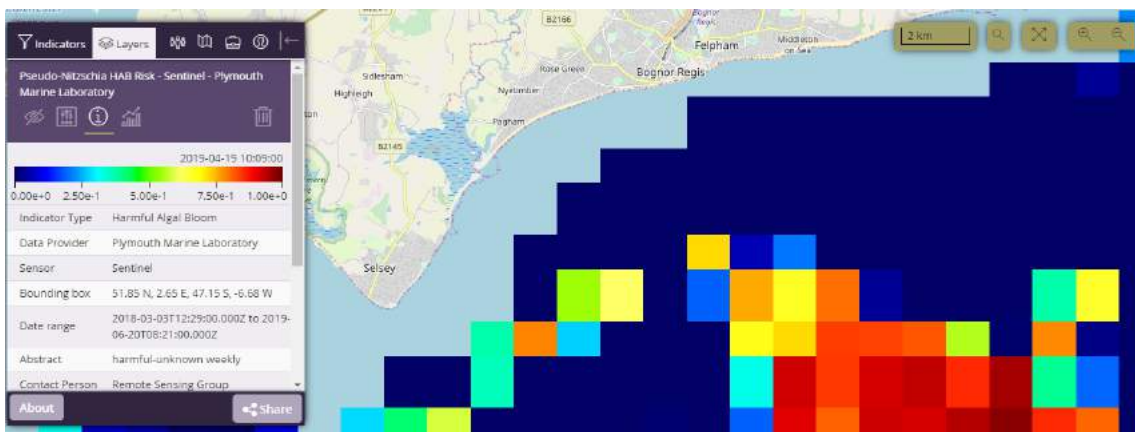 Indicators
Layers
Pseudo-Nitzschia HAB Risk - Sentinel - Plymouth
Marine Laboratory
2019-04-19 10:09:00
0.00e+0 2.50e-1 5.00e-1 7.50e-1 1.00e+0
Indicator Type Harmful Algal Bloom
Data Provider Plymouth Marine Laboratory
Sensor Sentinel
Bounding box 51.85 N, 2.65 E, 47.15 S, -6.68 W
Date range 2018-03-03T12:29:00.000Z to 2019-
06-20T08:21:00.000Z
Abstract harmful-unknown weekly
Contact Person Remote Sensing Group
About
Share
B2166
Bognor
Regis
Felpham
Middleton
on Sea
2 km
Sidlesham
Rose Green
Bognor Regis
Highleigh
Nyetimber
Pagham
B2145
Selsey